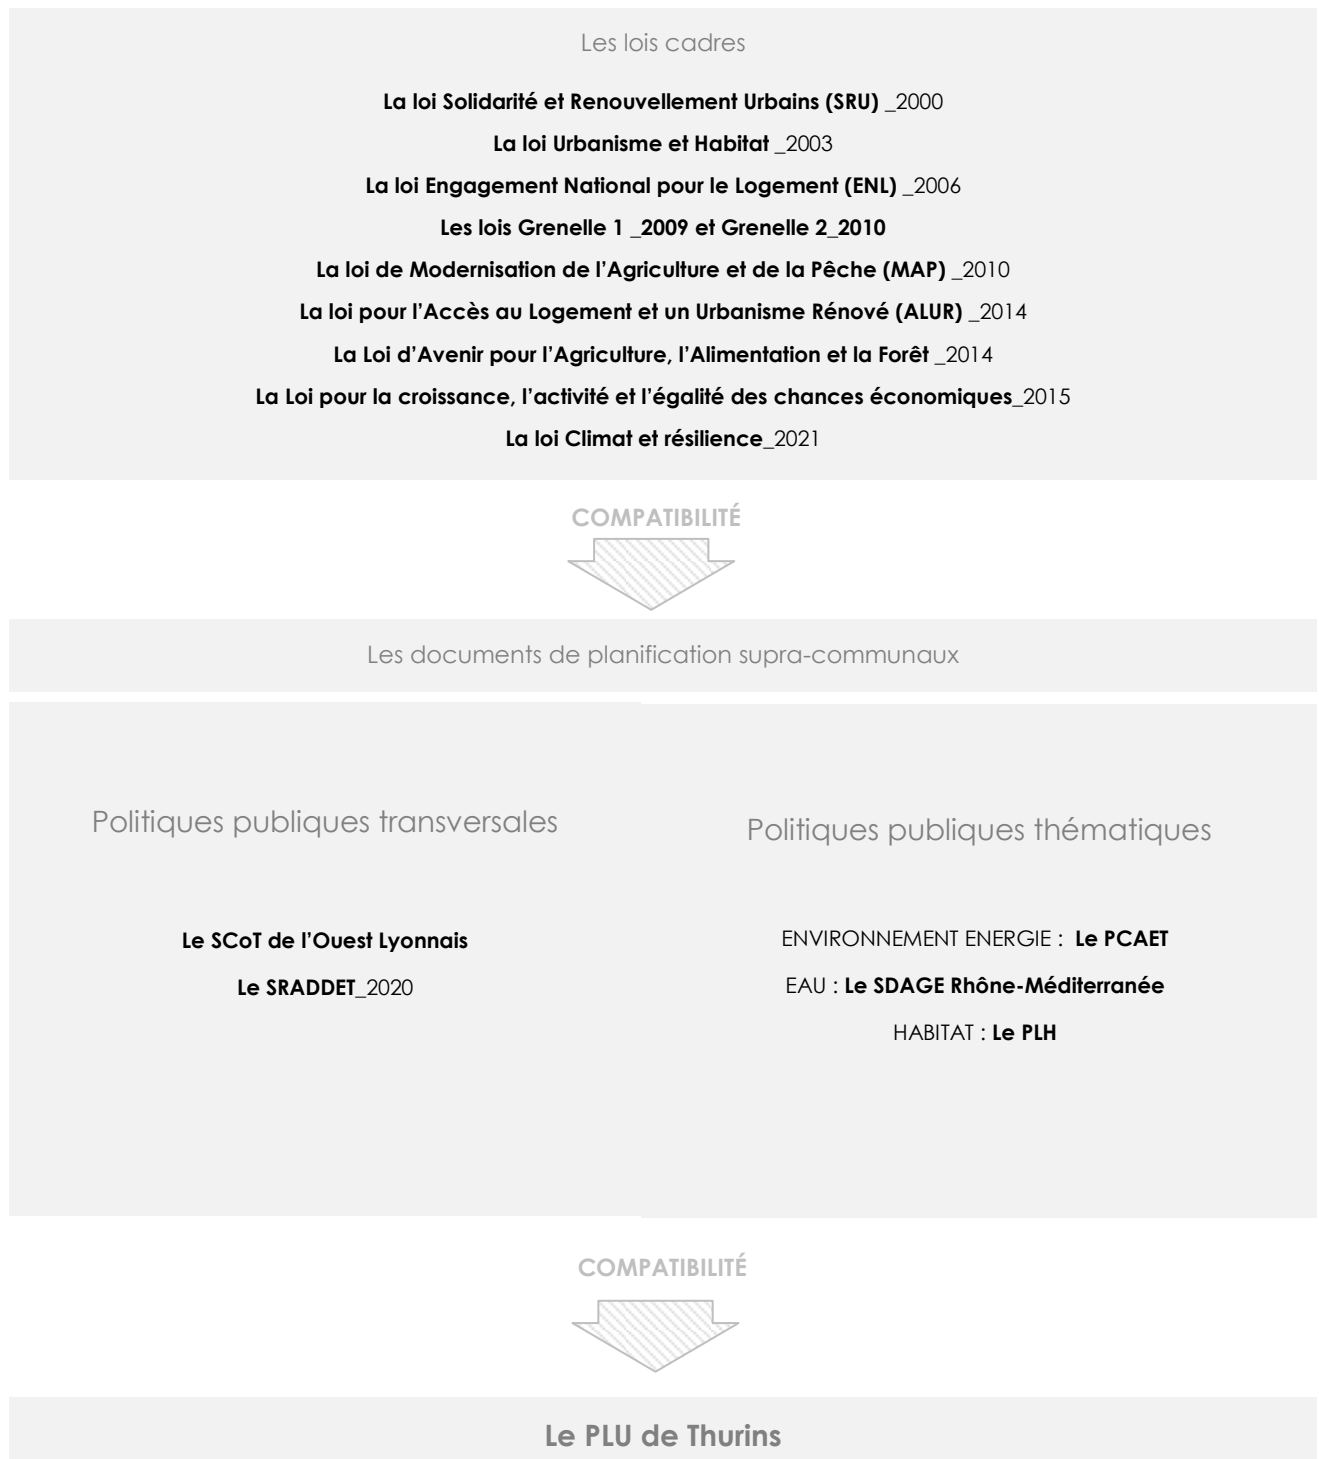 Les lois cadres
La loi Solidarité et Renouvellement Urbains (SRU) _2000
La loi Urbanisme et Habitat _2003
La loi Engagement National pour le Logement (ENL) _2006
Les lois Grenelle 1 _2009 et Grenelle 2_2010
La loi de Modernisation de l’Agriculture et de la Pêche (MAP) _2010
La loi pour l’Accès au Logement et un Urbanisme Rénové (ALUR) _2014
La Loi d’Avenir pour l’Agriculture, l’Alimentation et la Forêt _2014
La Loi pour la croissance, l’activité et l’égalité des chances économiques_2015
La loi Climat et résilience_2021
COMPATIBILITÉ
Les documents de planification supra-communaux
Politiques publiques transversales
Le SCoT de l’Ouest Lyonnais
Le SRADDET_2020
Politiques publiques thématiques
ENVIRONNEMENT ENERGIE : Le PCAET
EAU : Le SDAGE Rhône-Méditerranée
HABITAT : Le PLH
COMPATIBILITÉ
Le PLU de Thurins